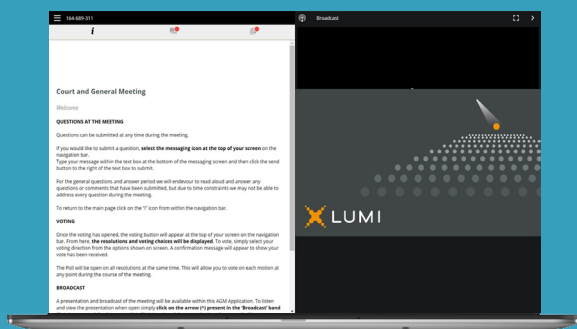 164-689-311
Broadcast
i
Court and General Meeting
Welcome
QUESTIONS AT THE MEETING
Questions can be submitted at any time during the meeting.
If you would like to submit a question, select the messaging icon at the top of your screen on the
navigation bar.
Type your message within the text box at the bottom of the messaging screen and then click the send
button to the right of the text box to submit.
For the general questions and answer period we will endevour to read aloud and answer any
questions or comments that have been submitted, but due to time constraints we may not be able to
address every question during the meeting.
To return to the main page click on the "i" icon from within the navigation bar.
VOTING
Once the voting has opened, the voting button will appear at the top of your screen on the navigation
bar. From here, the resolutions and voting choices will be displayed. To vote, simply select your
voting direction from the options shown on screen. A confirmation message will appear to show your
vote has been received.
The Poll will be open on all resolutions at the same time. This will allow you to vote on each motion at
any point during the course of the meeting.
BROADCAST
A presentation and broadcast of the meeting will be available within this AGM Application. To listen
and view the presentation when open simply click on the arrow (^) present in the 'Broadcast' band
LUMI